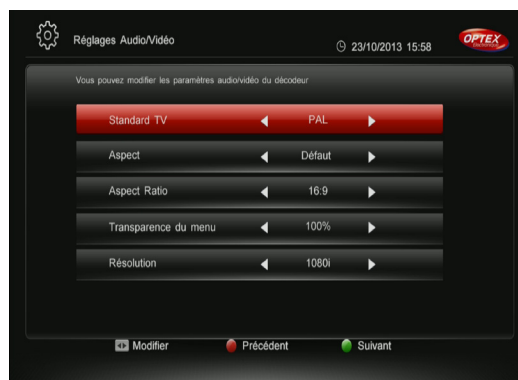 Réglages Audio/Vidéo
23/10/2013 15:58
OPTEX
Vous pouvez modifier les paramètres audio/vidéo du décodeur
Standard TV PAL
Aspect Défaut
Aspect Ratio 16:9
Transparence du menu 100%
Résolution 1080i
Modifier Précédent Suivant